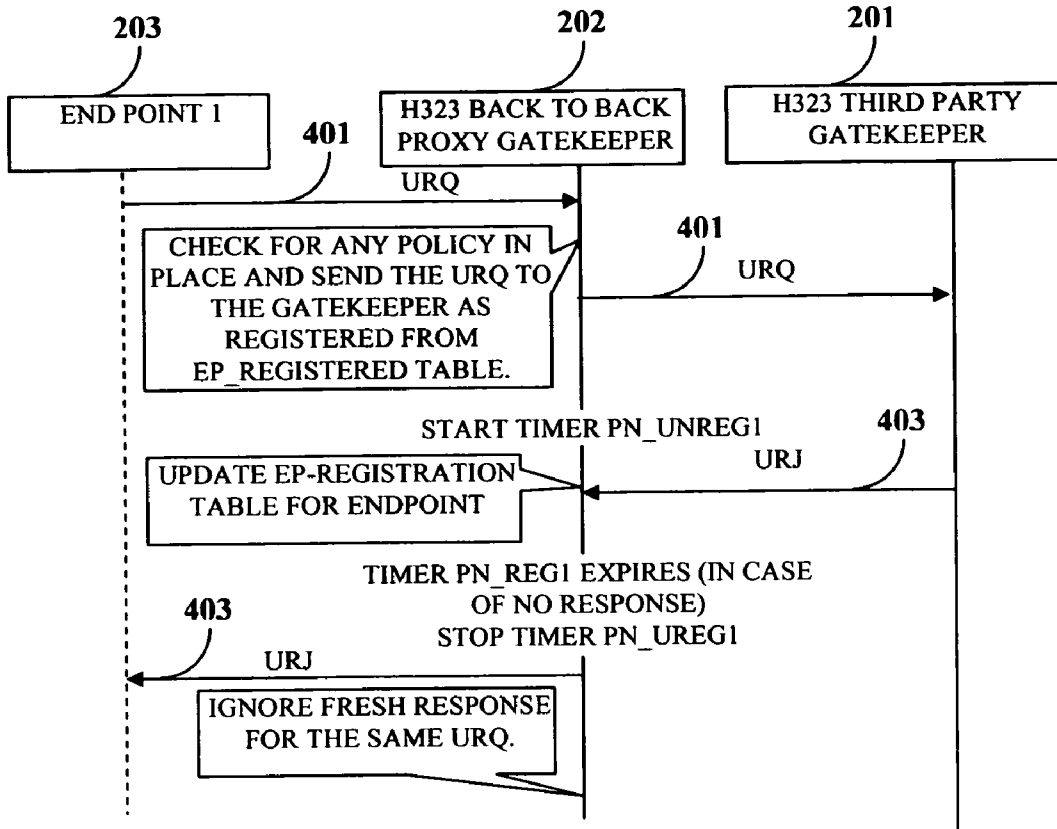 203
202
201
END POINT 1
H323 BACK TO BACK
PROXY GATEKEEPER
H323 THIRD PARTY
GATEKEEPER
401
URQ
CHECK FOR ANY POLICY IN
PLACE AND SEND THE URQ TO
THE GATEKEEPER AS
REGISTERED FROM
EP_REGISTERED TABLE.
401
URQ
START TIMER PN_UNREG1
403
URJ
UPDATE EP-REGISTRATION
TABLE FOR ENDPOINT
TIMER PN_REG1 EXPIRES (IN CASE
OF NO RESPONSE)
STOP TIMER PN_UREG1
403
URJ
IGNORE FRESH RESPONSE
FOR THE SAME URQ.